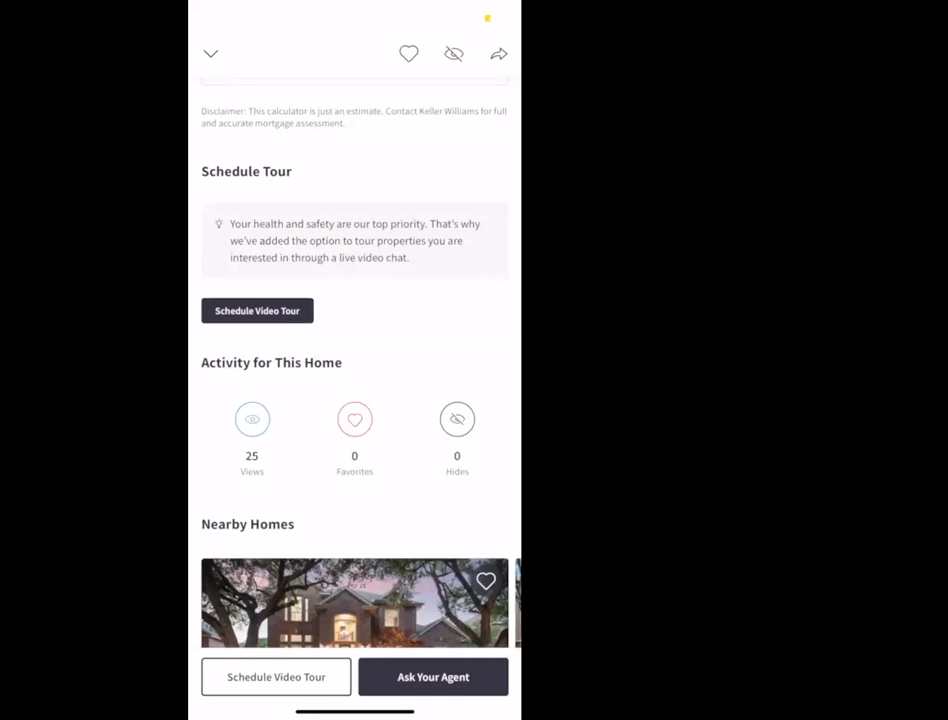 Disclaimer: This calculator is just an estimate. Contact Keller Williams for full
and accurate mortgage assessment.
Schedule Tour
Your health and safety are our top priority. That's why
we've added the option to tour properties you are
interested in through a live video chat.
Schedule Video Tour
Activity for This Home
25 0 0
Views Favorites Hides
Nearby Homes
Schedule Video Tour Ask Your Agent